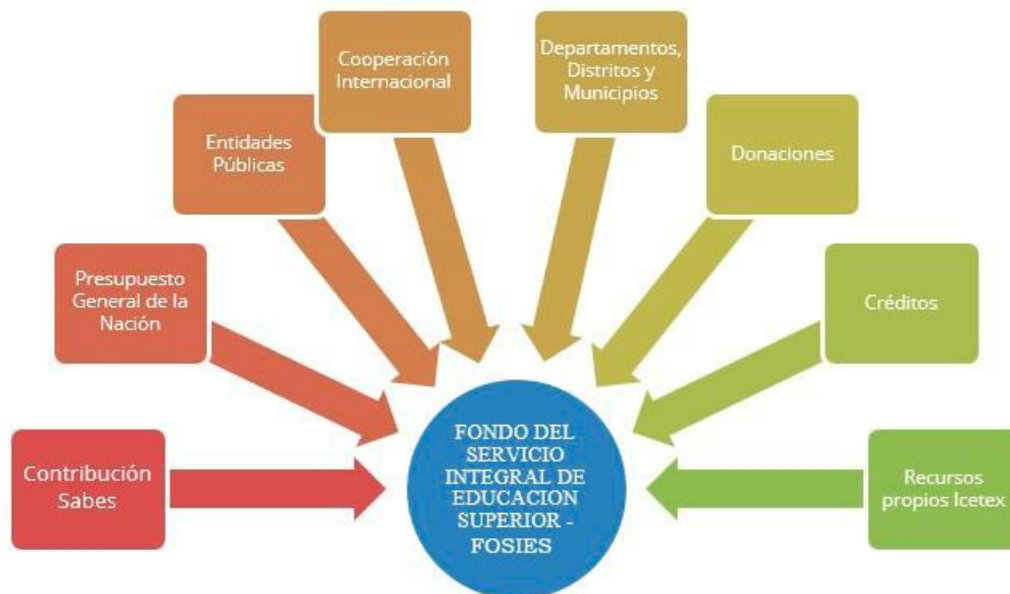 Cooperación
Internacional
Departamentos,
Distritos y
Municipios
Entidades
Públicas
Donaciones
Presupuesto
General de la
Nación
Créditos
Contribución
Sabes
FONDO DEL
SERVICIO
INTEGRAL DE
EDUCACION
SUPERIOR -
FOSIES
Recursos
propios Icetex